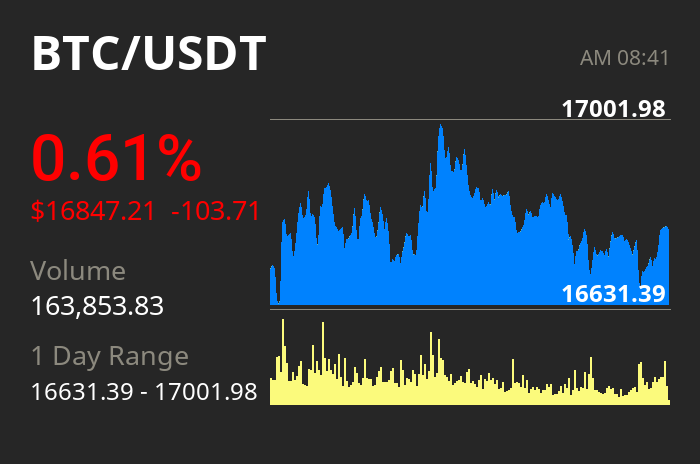 BTC/USDT
AM 08:41
17001.98
0.61%
$16847.21 -103.71
Volume
163,853.83
16631.39
1 Day Range
16631.39 - 17001.98